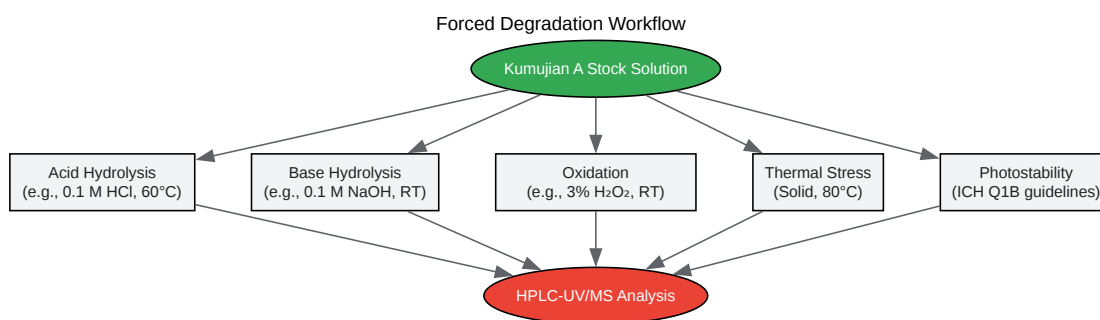 Forced Degradation Workflow
Kumujian A Stock Solution
Acid Hydrolysis
(e.g., 0.1 M HCl, 60°C)
Base Hydrolysis
(e.g., 0.1 M NaOH, RT)
Oxidation
(e.g., 3% H₂O₂, RT)
Thermal Stress
(Solid, 80°C)
Photostability
(ICH Q1B guidelines)
HPLC-UV/MS Analysis